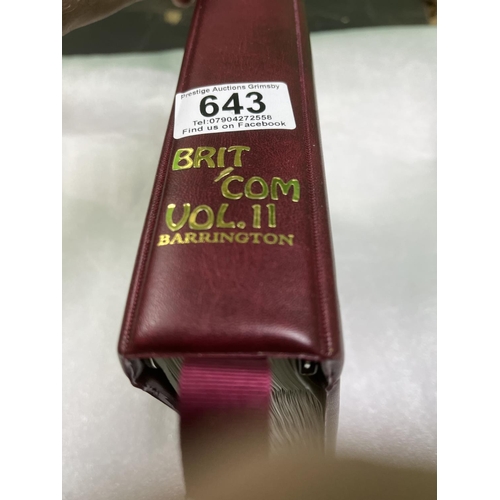 Prestige Auctions Grimsby
643
Tel:07904272558
Find us on Facebook
BRIT
'COM
VOL.11
BARRINGTON